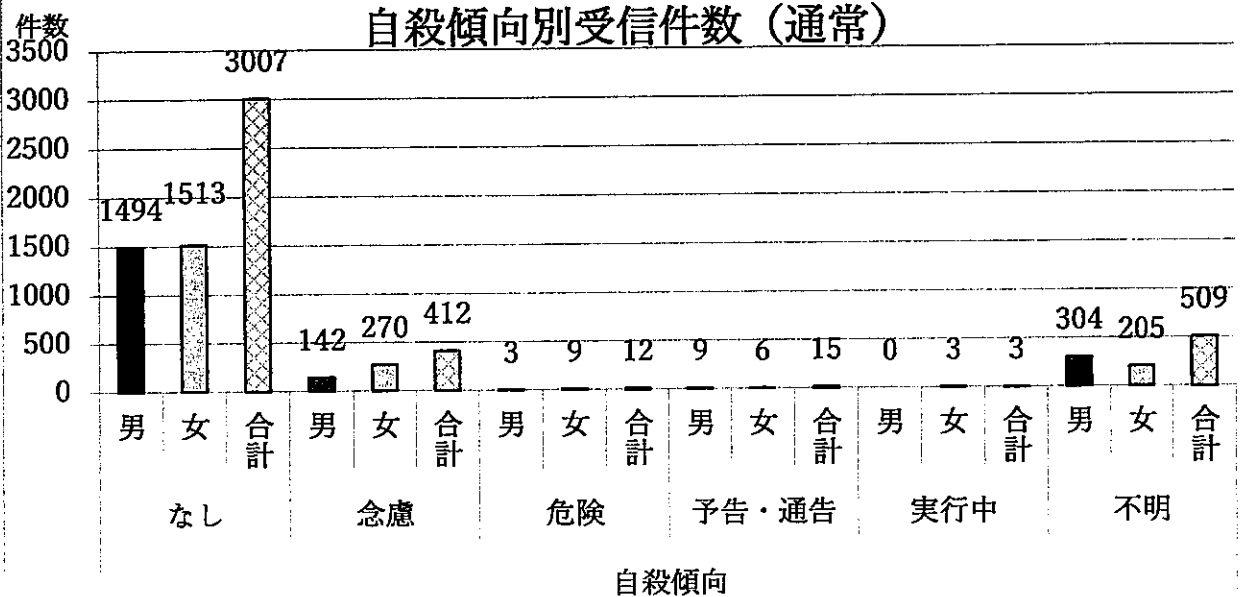 自殺傾向別受信件数（通常）
件数
3500
3000
2500
2000
1500
1000
500
0
1494 1513 3007
142 270 412
3 9 12
9 6 15
0 3 3
304 205 509
男 女 合計 男 女 合計 男 女 合計 男 女 合計 男 女 合計 男 女 合計
なし 念慮 危険 予告・通告 実行中 不明
自殺傾向